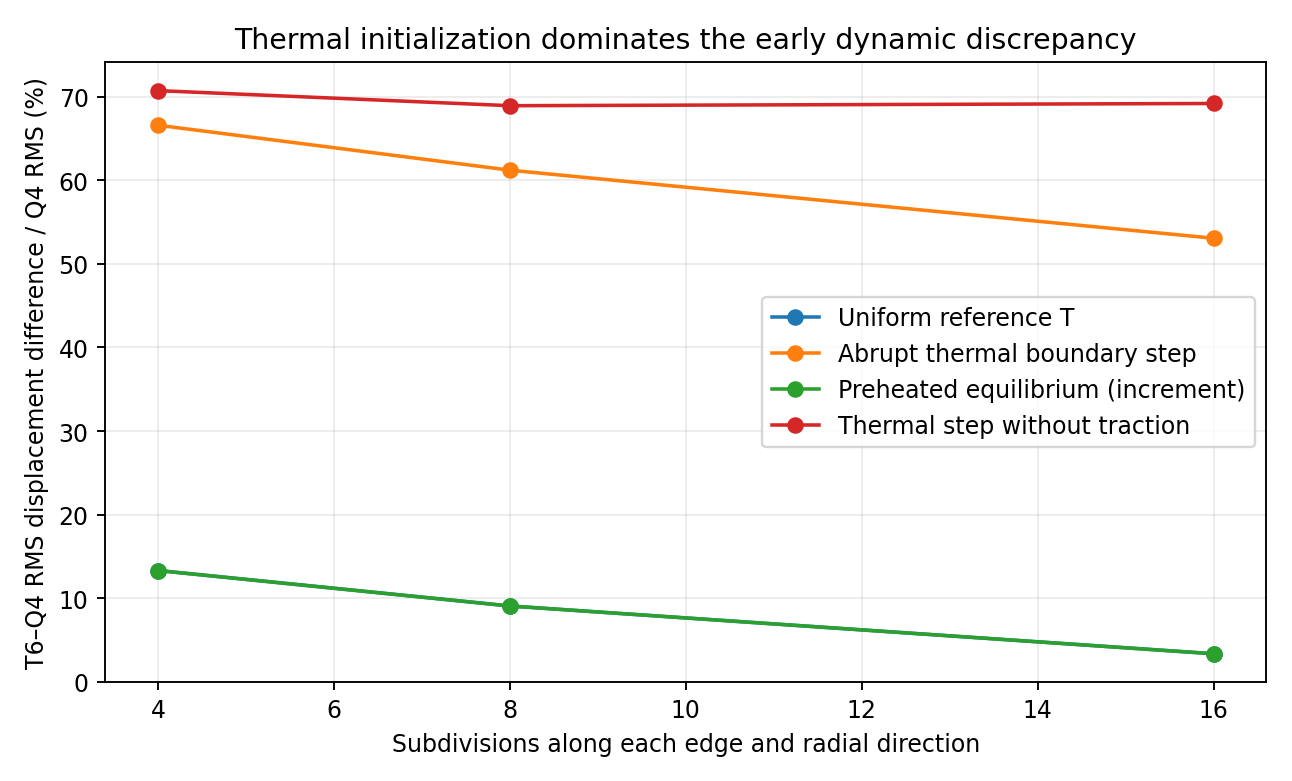 Thermal initialization dominates the early dynamic discrepancy
T6–Q4 RMS displacement difference / Q4 RMS (%)
70
60
50
40
30
20
10
0
Uniform reference T
Abrupt thermal boundary step
Preheated equilibrium (increment)
Thermal step without traction
4
6
8
10
12
14
16
Subdivisions along each edge and radial direction